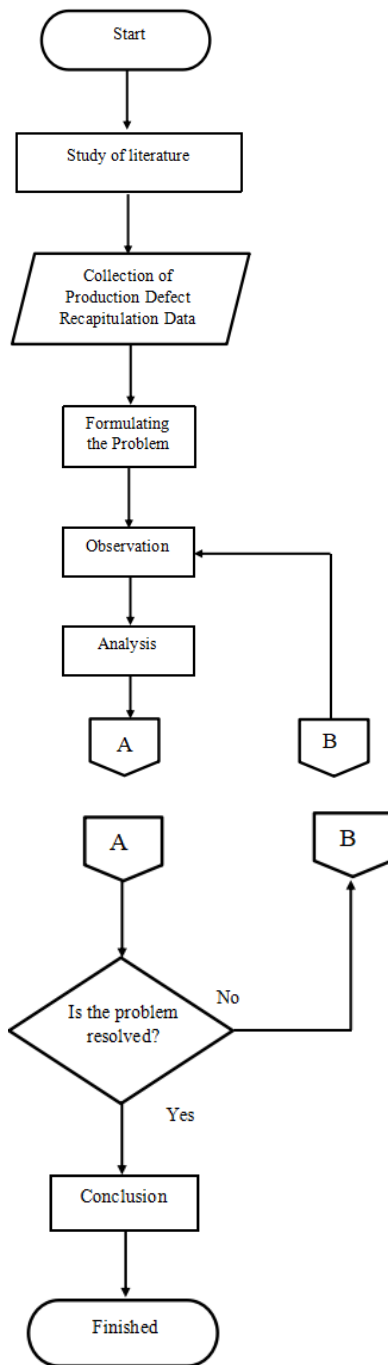 Start
Study of literature
Collection of
Production Defect
Recapitulation Data
Formulating
the Problem
Observation
Analysis
A
B
A
B
Is the problem
resolved?
No
Yes
Conclusion
Finished